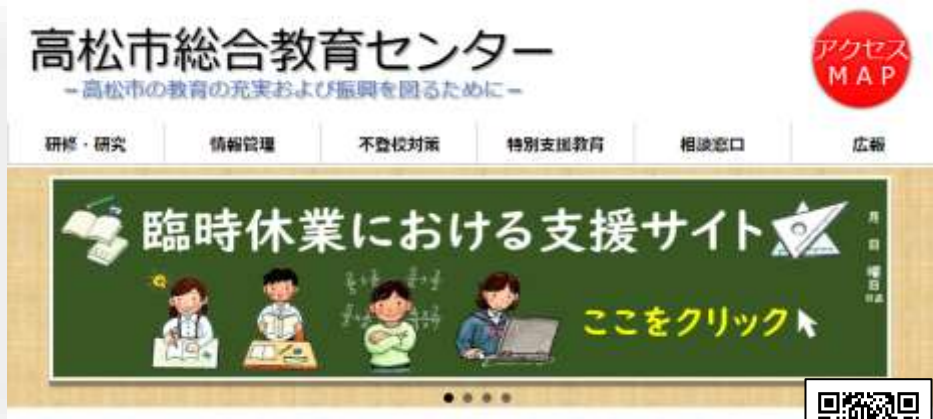 高松市総合教育センター
－高松市の教育の充実および振興を図るために－
アクセス
MAP
研修・研究
情報管理
不登校対策
特別支援教育
相談窓口
広報
臨時休業における支援サイト
月
日
曜日
ここをクリック